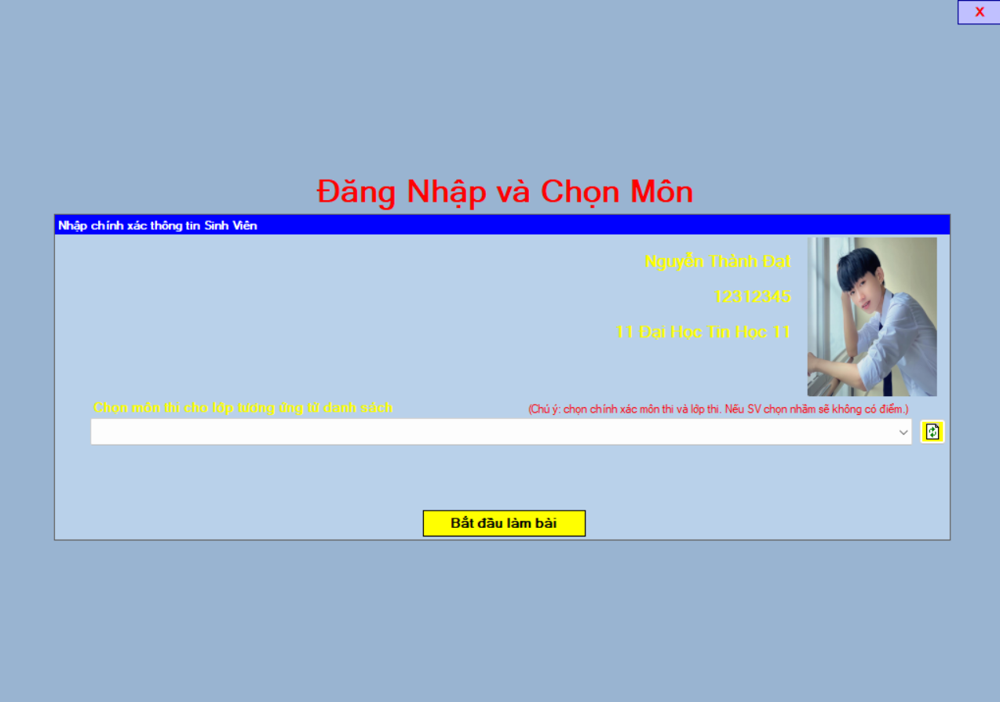 X
Đăng Nhập và Chọn Môn
Nhập chính xác thông tin Sinh Viên
Nguyễn Thành Đạt
12312345
11 Đại Học Tin Học 11
Chọn môn thi cho lớp tương ứng từ danh sách
(Chú ý: chọn chính xác môn thi và lớp thi. Nếu SV chọn nhầm sẽ không có điểm.)
Bắt đầu làm bài